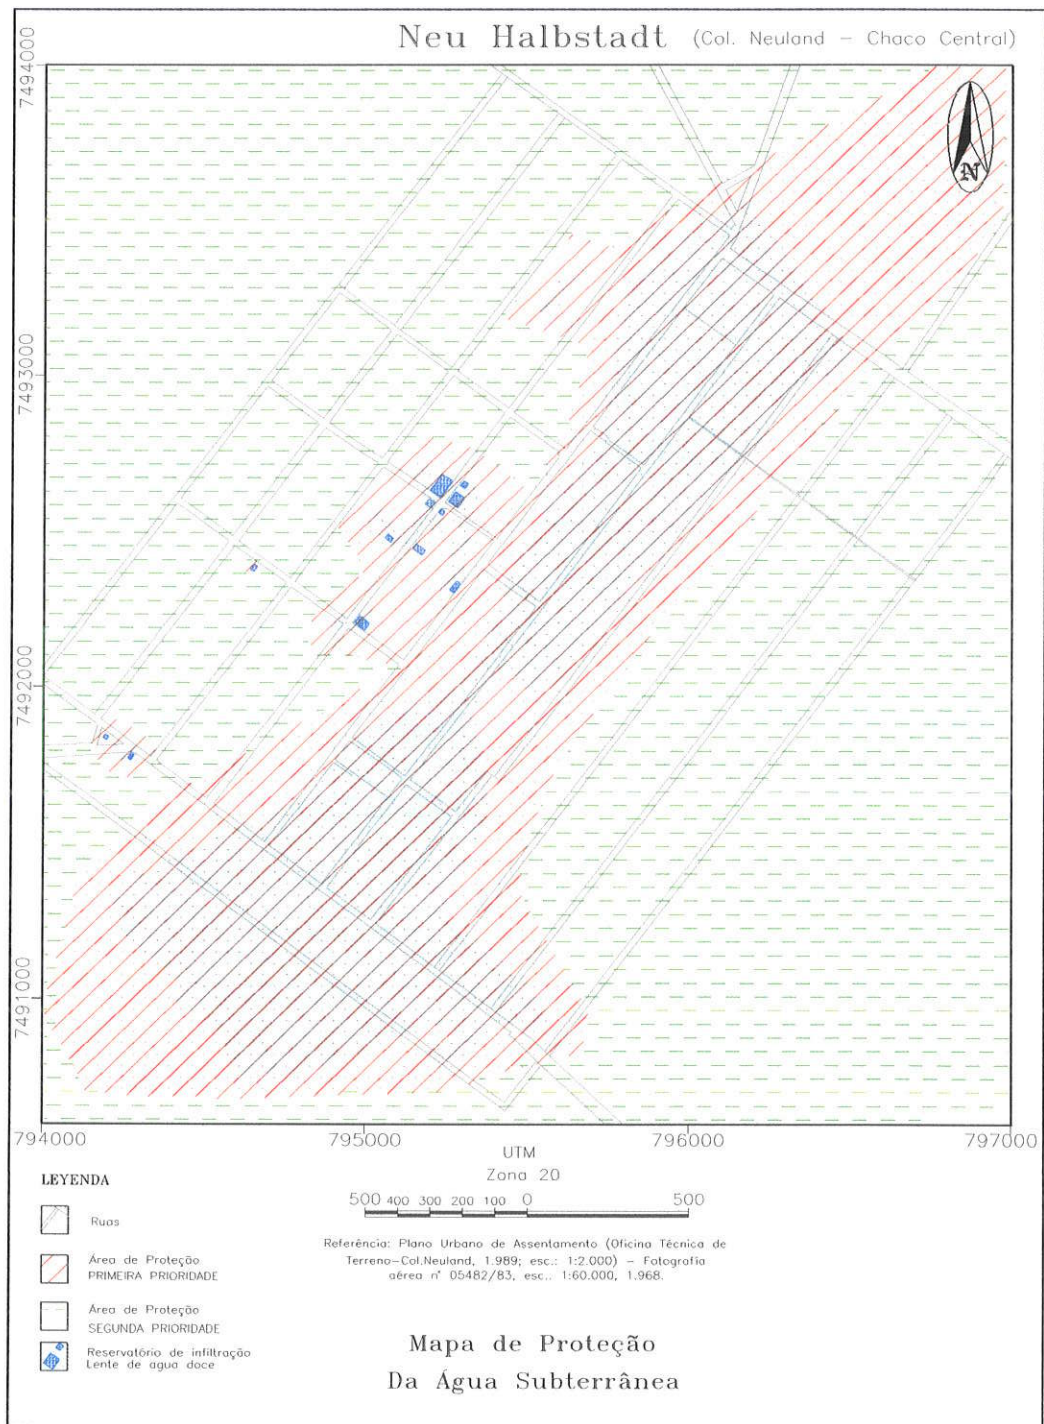 Neu Halbstadt (Col. Neuland - Chaco Central)
7494000
N
7493000
7492000
7491000
794000 795000 796000 797000
UTM
Zona 20
LEYENDA
500 400 300 200 100 0 500
Ruas
Referência: Plano Urbano de Assentamento (Oficina Técnica de
Terreno-Col.Neuland, 1.989; esc.: 1:2.000) - Fotografia
aérea n° 05482/83, esc.. 1:60.000, 1.968.
Área de Proteção
PRIMEIRA PRIORIDADE
Área de Proteção
SEGUNDA PRIORIDADE
Reservatório de infiltração
Lente de agua doce
Mapa de Proteção
Da Água Subterrânea